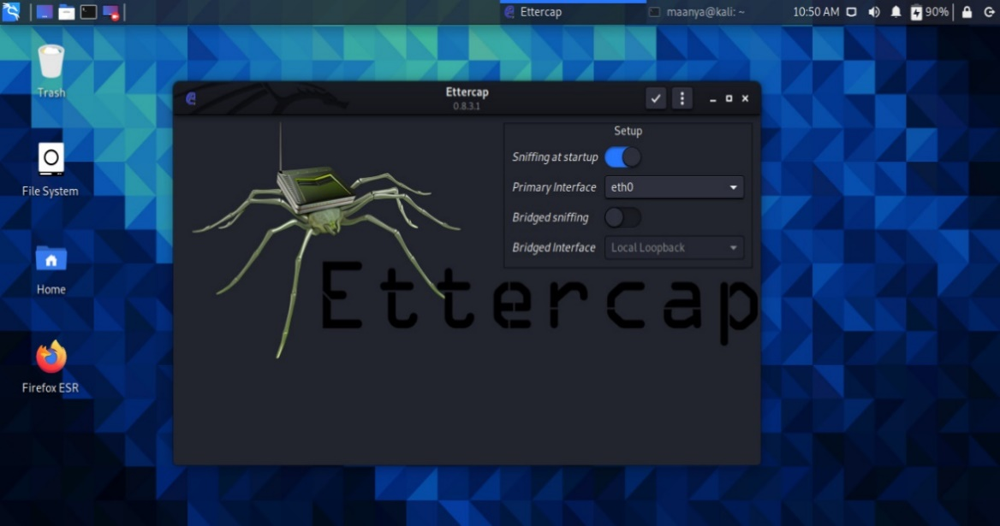 Ettercap
maanya@kali: ~
10:50 AM
90%
Trash
File System
Home
Firefox ESR
Ettercap
0.8.3.1
Setup
Sniffing at startup
Primary Interface eth0
Bridged sniffing
Bridged Interface Local Loopback
Ettercap